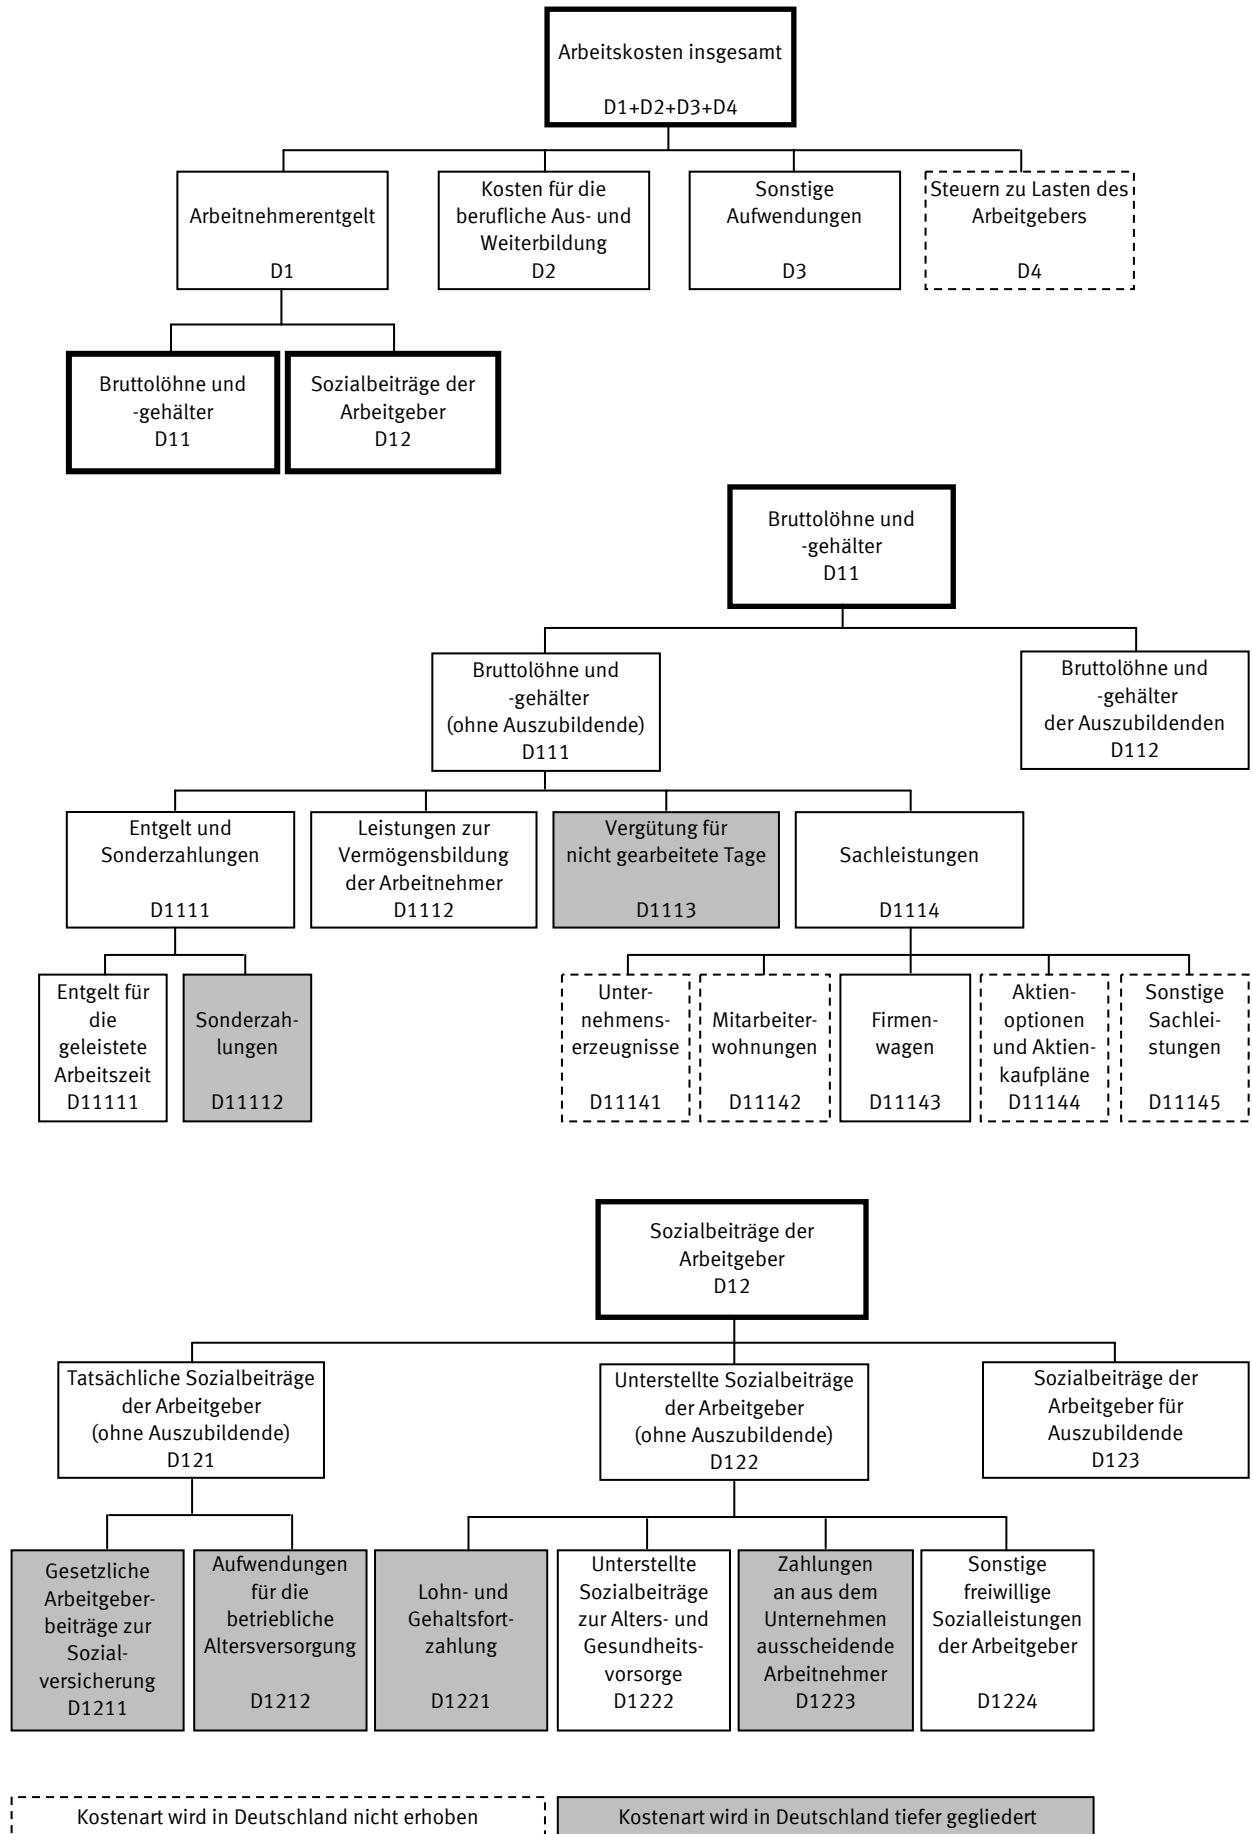 Arbeitskosten insgesamt
D1+D2+D3+D4
Arbeitnehmerentgelt
D1
Kosten für die
berufliche Aus- und
Weiterbildung
D2
Sonstige
Aufwendungen
D3
Steuern zu Lasten des
Arbeitgebers
D4
Bruttolöhne und
-gehälter
D11
Sozialbeiträge der
Arbeitgeber
D12
Bruttolöhne und
-gehälter
D11
Bruttolöhne und
-gehälter
(ohne Auszubildende)
D111
Bruttolöhne und
-gehälter
der Auszubildenden
D112
Entgelt und
Sonderzahlungen
D1111
Leistungen zur
Vermögensbildung
der Arbeitnehmer
D1112
Vergütung für
nicht gearbeitete Tage
D1113
Sachleistungen
D1114
Entgelt für
die
geleistete
Arbeitszeit
D11111
Sonderzah-
lungen
D11112
Unter-
nehmens-
erzeugnisse
D11141
Mitarbeiter-
wohnungen
D11142
Firmen-
wagen
D11143
Aktien-
optionen
und Aktien-
kaufpläne
D11144
Sonstige
Sachlei-
stungen
D11145
Sozialbeiträge der
Arbeitgeber
D12
Tatsächliche Sozialbeiträge
der Arbeitgeber
(ohne Auszubildende)
D121
Unterstellte Sozialbeiträge
der Arbeitgeber
(ohne Auszubildende)
D122
Sozialbeiträge der
Arbeitgeber für
Auszubildende
D123
Gesetzliche
Arbeitgeber-
beiträge zur
Sozial-
versicherung
D1211
Aufwendungen
für die
betriebliche
Altersversorgung
D1212
Lohn- und
Gehaltsfort-
zahlung
D1221
Unterstellte
Sozialbeiträge
zur Alters- und
Gesundheits-
vorsorge
D1222
Zahlungen
an aus dem
Unternehmen
ausscheidende
Arbeitnehmer
D1223
Sonstige
freiwillige
Sozialleistungen
der Arbeitgeber
D1224
Kostenart wird in Deutschland nicht erhoben
Kostenart wird in Deutschland tiefer gegliedert